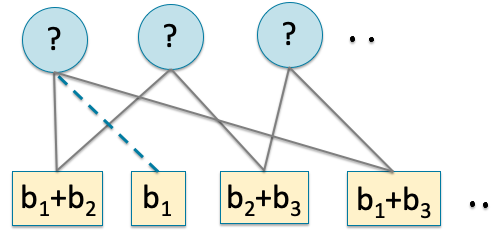 ? ? ? ..
b₁+b₂ b₁ b₂+b₃ b₁+b₃ ..